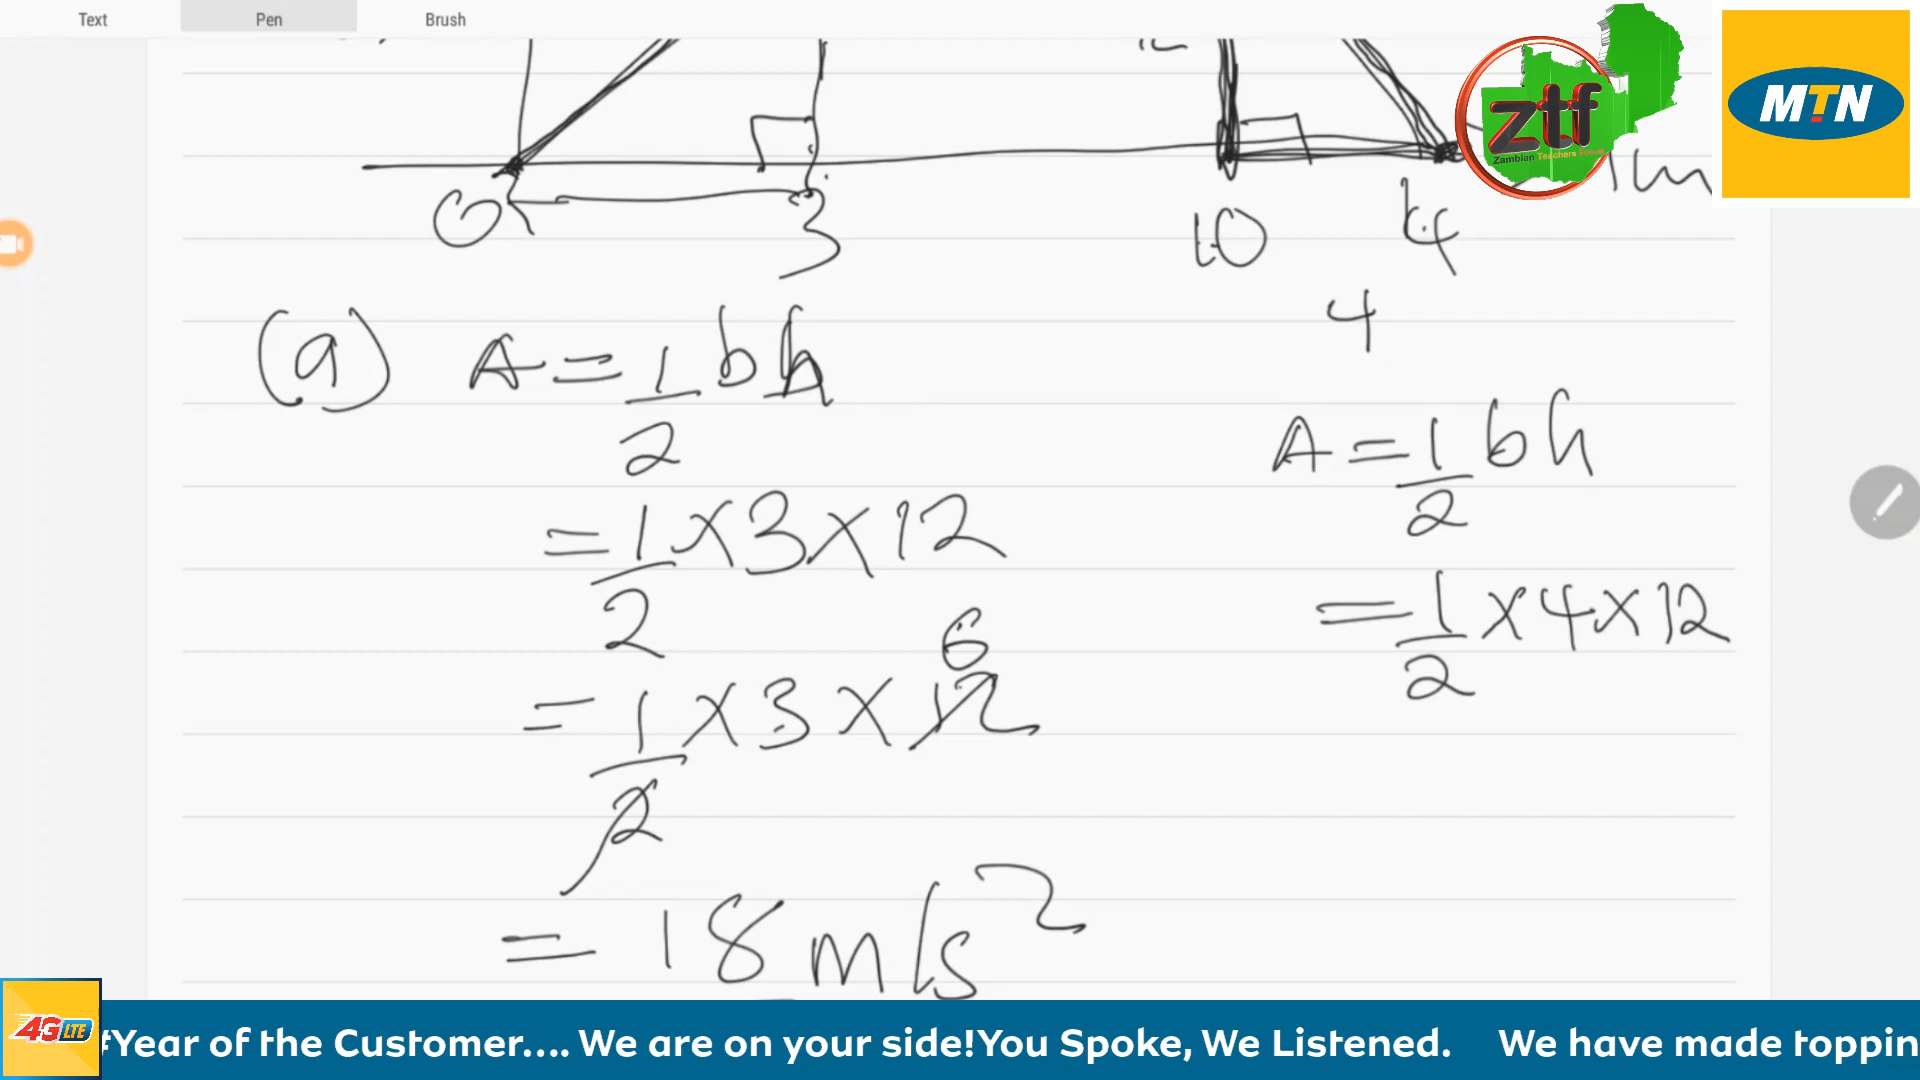 Text Pen Brush
12
ztf
Zambian Teachers Forum
MTN
0 3 10 14
4
(a) A = 1/2 bh
= 1/2 × 3 × 12
= 1/2 × 3 × 12 6
= 18 m/s²
A = 1/2 bh
= 1/2 × 4 × 12
4G LTE
#Year of the Customer.... We are on your side!You Spoke, We Listened. We have made toppin